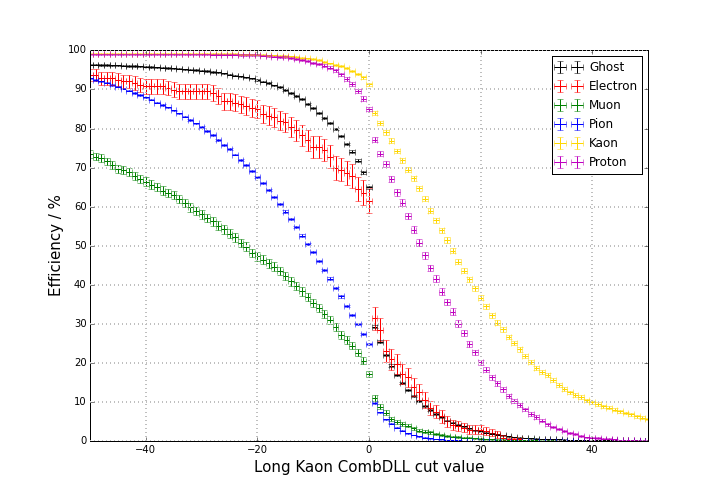 100
90
80
70
60
50
40
30
20
10
0
Efficiency / %
−40
−20
0
20
40
Long Kaon CombDLL cut value
Ghost
Electron
Muon
Pion
Kaon
Proton